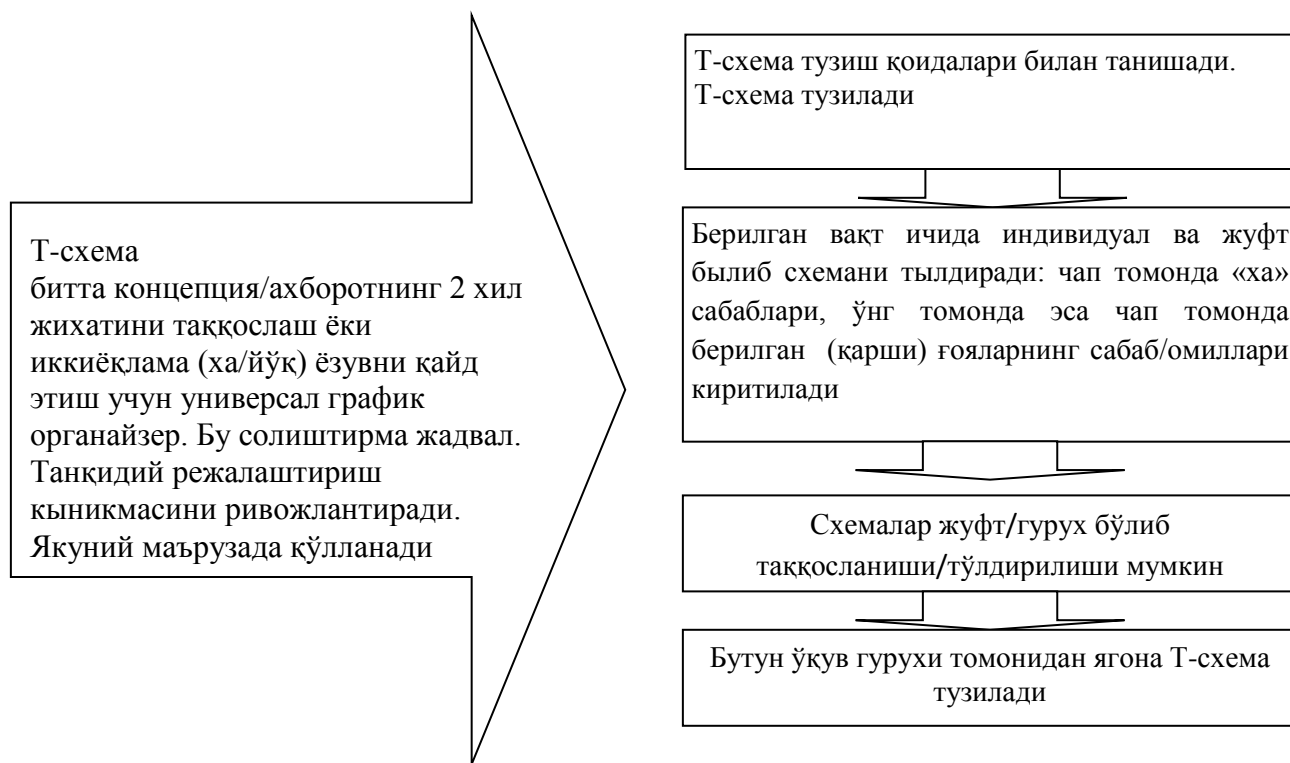 Т-схема
битта концепция/ахборотнинг 2 хил
жихатини таққослаш ёки
иккиёқлама (ха/йўқ) ёзувни қайд
этиш учун универсал график
органайзер. Бу солиштирма жадвал.
Танқидий режалаштириш
кыникмасини ривожлантиради.
Якуний маърузада қўлланади
Т-схема тузиш қоидалари билан танишади.
Т-схема тузилади
Берилган вақт ичида индивидуал ва жуфт
былиб схемани тылдиради: чап томонда «ха»
сабаблари, ўнг томонда эса чап томонда
берилган (қарши) ғояларнинг сабаб/омиллари
киритилади
Схемалар жуфт/гурух бўлиб
таққосланиши/тўлдирилиши мумкин
Бутун ўқув гурухи томонидан ягона Т-схема
тузилади